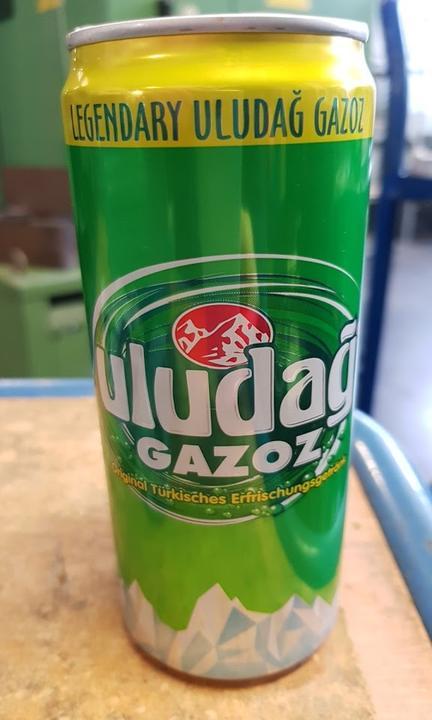 LEGENDARY ULUDAĞ GAZOZ
uludağ
GAZOZ
Original Türkisches Erfrischungsgetränk